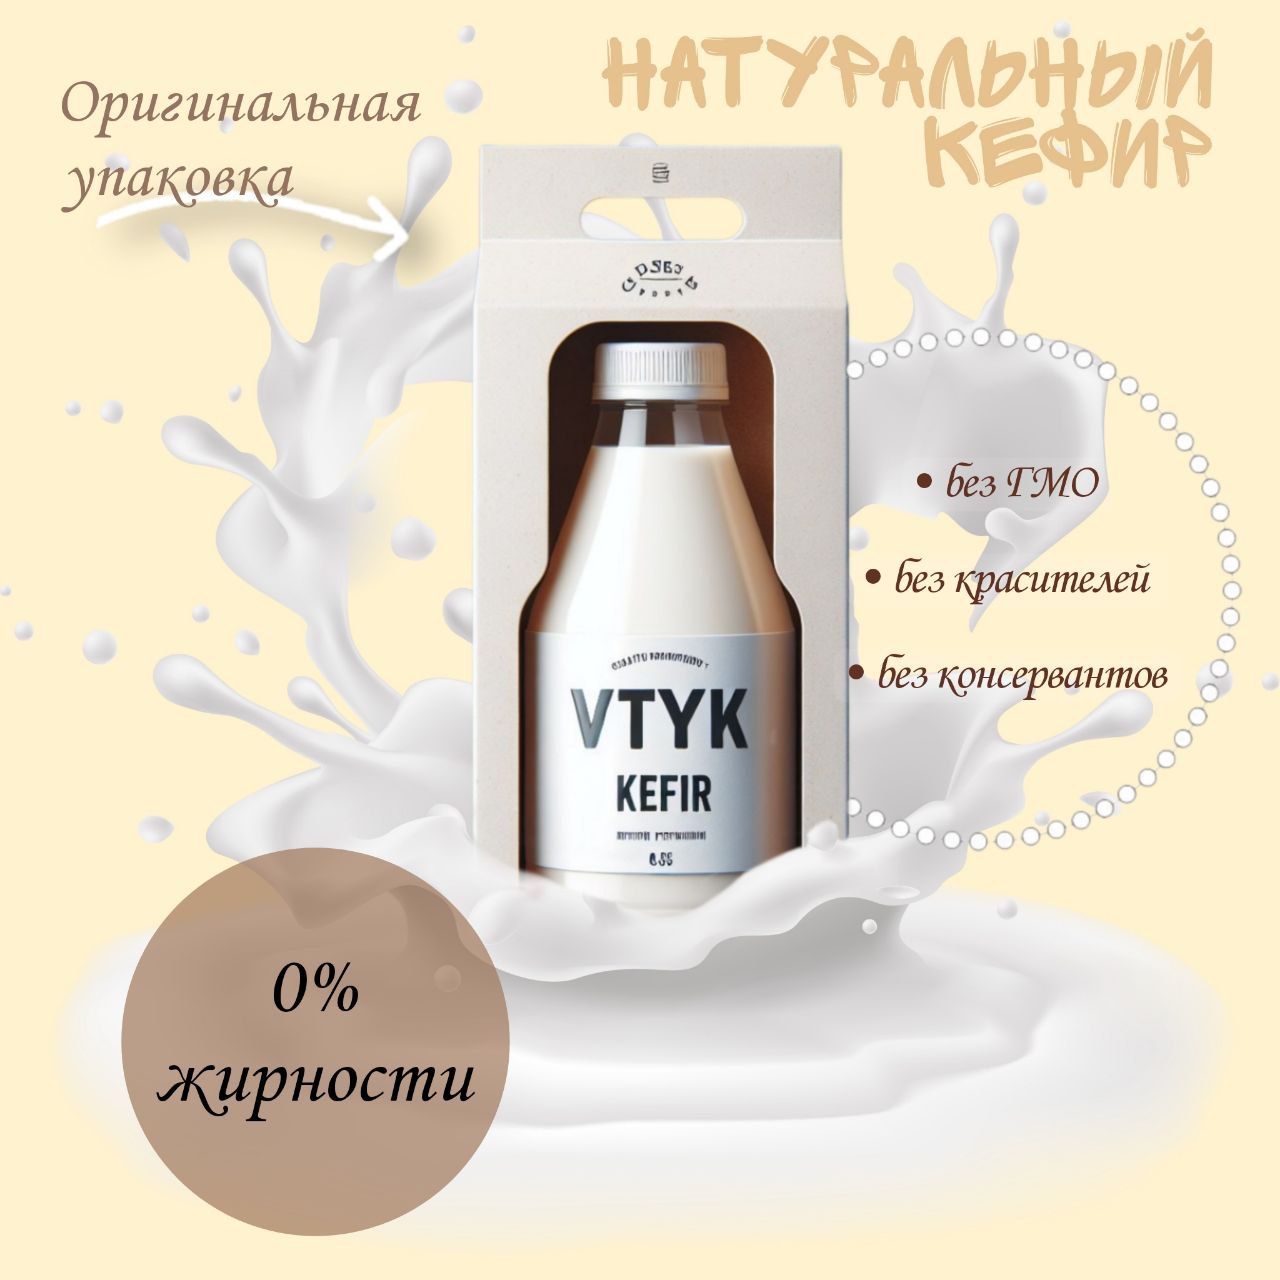 НАТУРАЛЬНЫЙ
КЕФИР
Оригинальная
упаковка
• без ГМО
• без красителей
• без консервантов
VTYK
KEFIR
0%
жирности